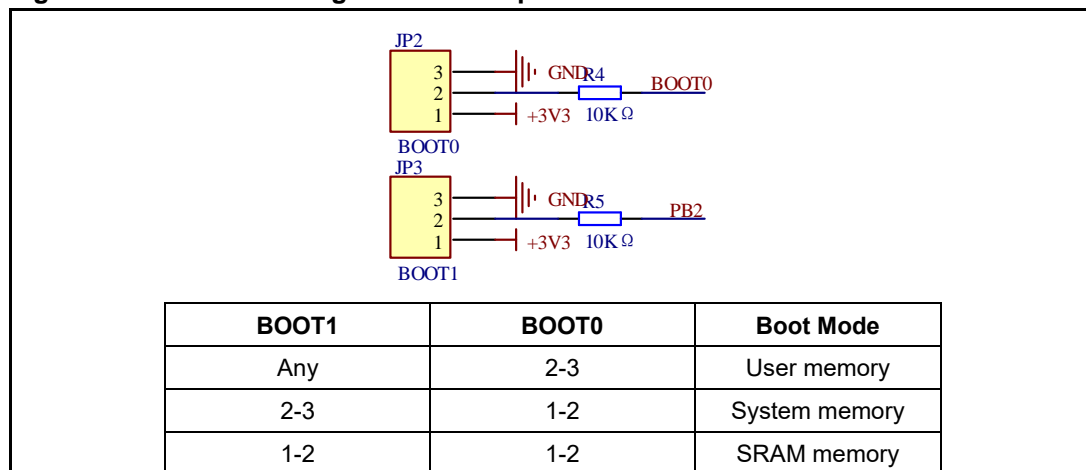 JP2
3 GND R4 BOOT0
2
1 +3V3 10KΩ
BOOT0
JP3
3 GND R5 PB2
2
1 +3V3 10KΩ
BOOT1
BOOT1 BOOT0 Boot Mode
Any 2-3 User memory
2-3 1-2 System memory
1-2 1-2 SRAM memory